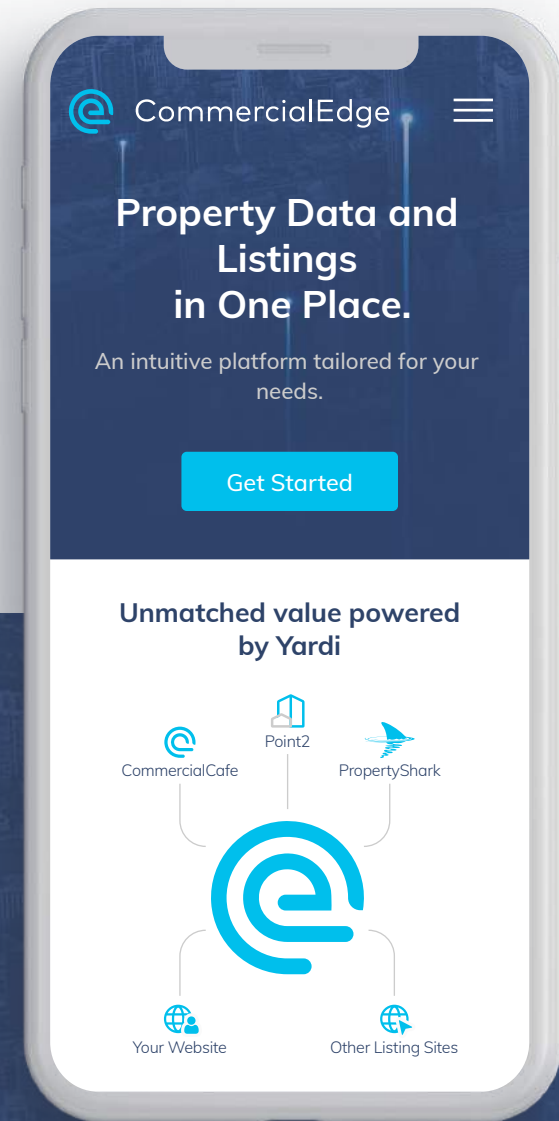 CommercialEdge
Property Data and
Listings
in One Place.
An intuitive platform tailored for your
needs.
Get Started
Unmatched value powered
by Yardi
Point2
CommercialCafe
PropertyShark
Your Website
Other Listing Sites